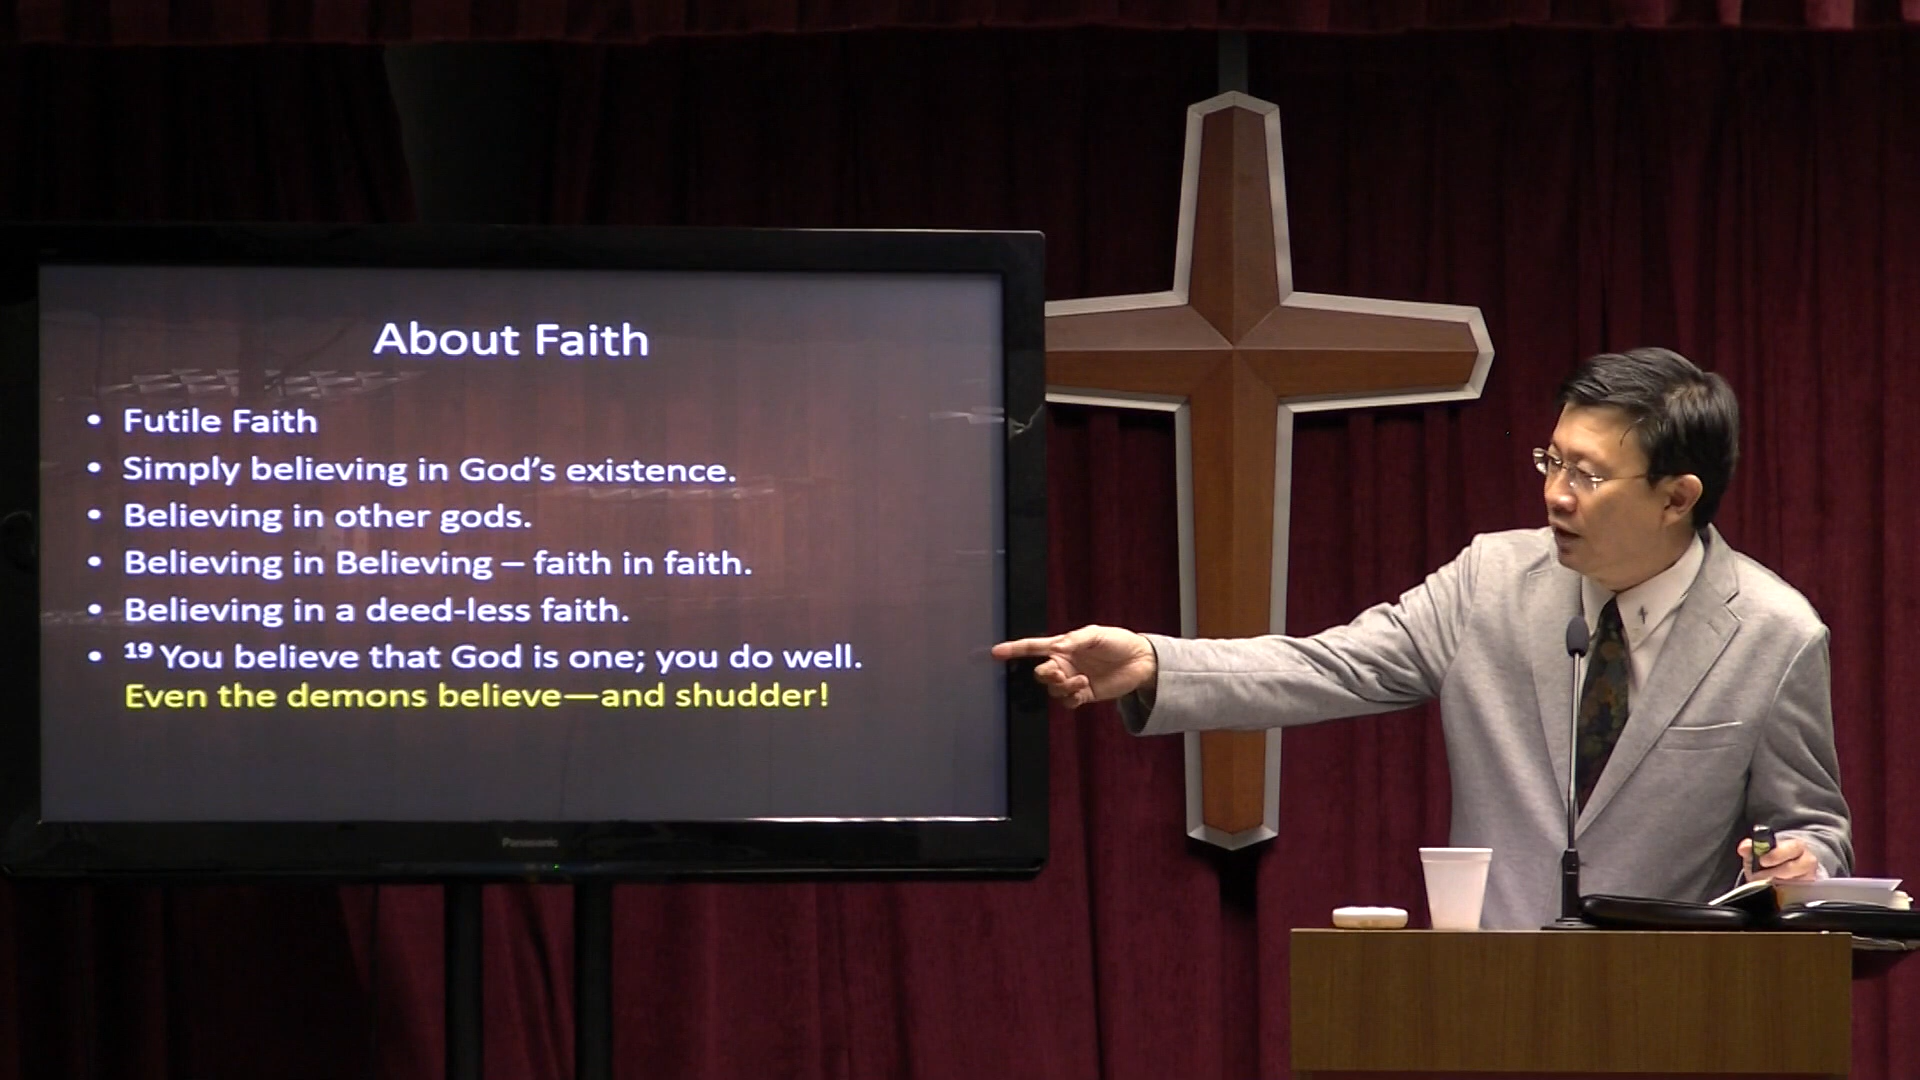 About Faith
• Futile Faith
• Simply believing in God's existence.
• Believing in other gods.
• Believing in Believing – faith in faith.
• Believing in a deed-less faith.
• ¹⁹ You believe that God is one; you do well.
Even the demons believe—and shudder!
Panasonic